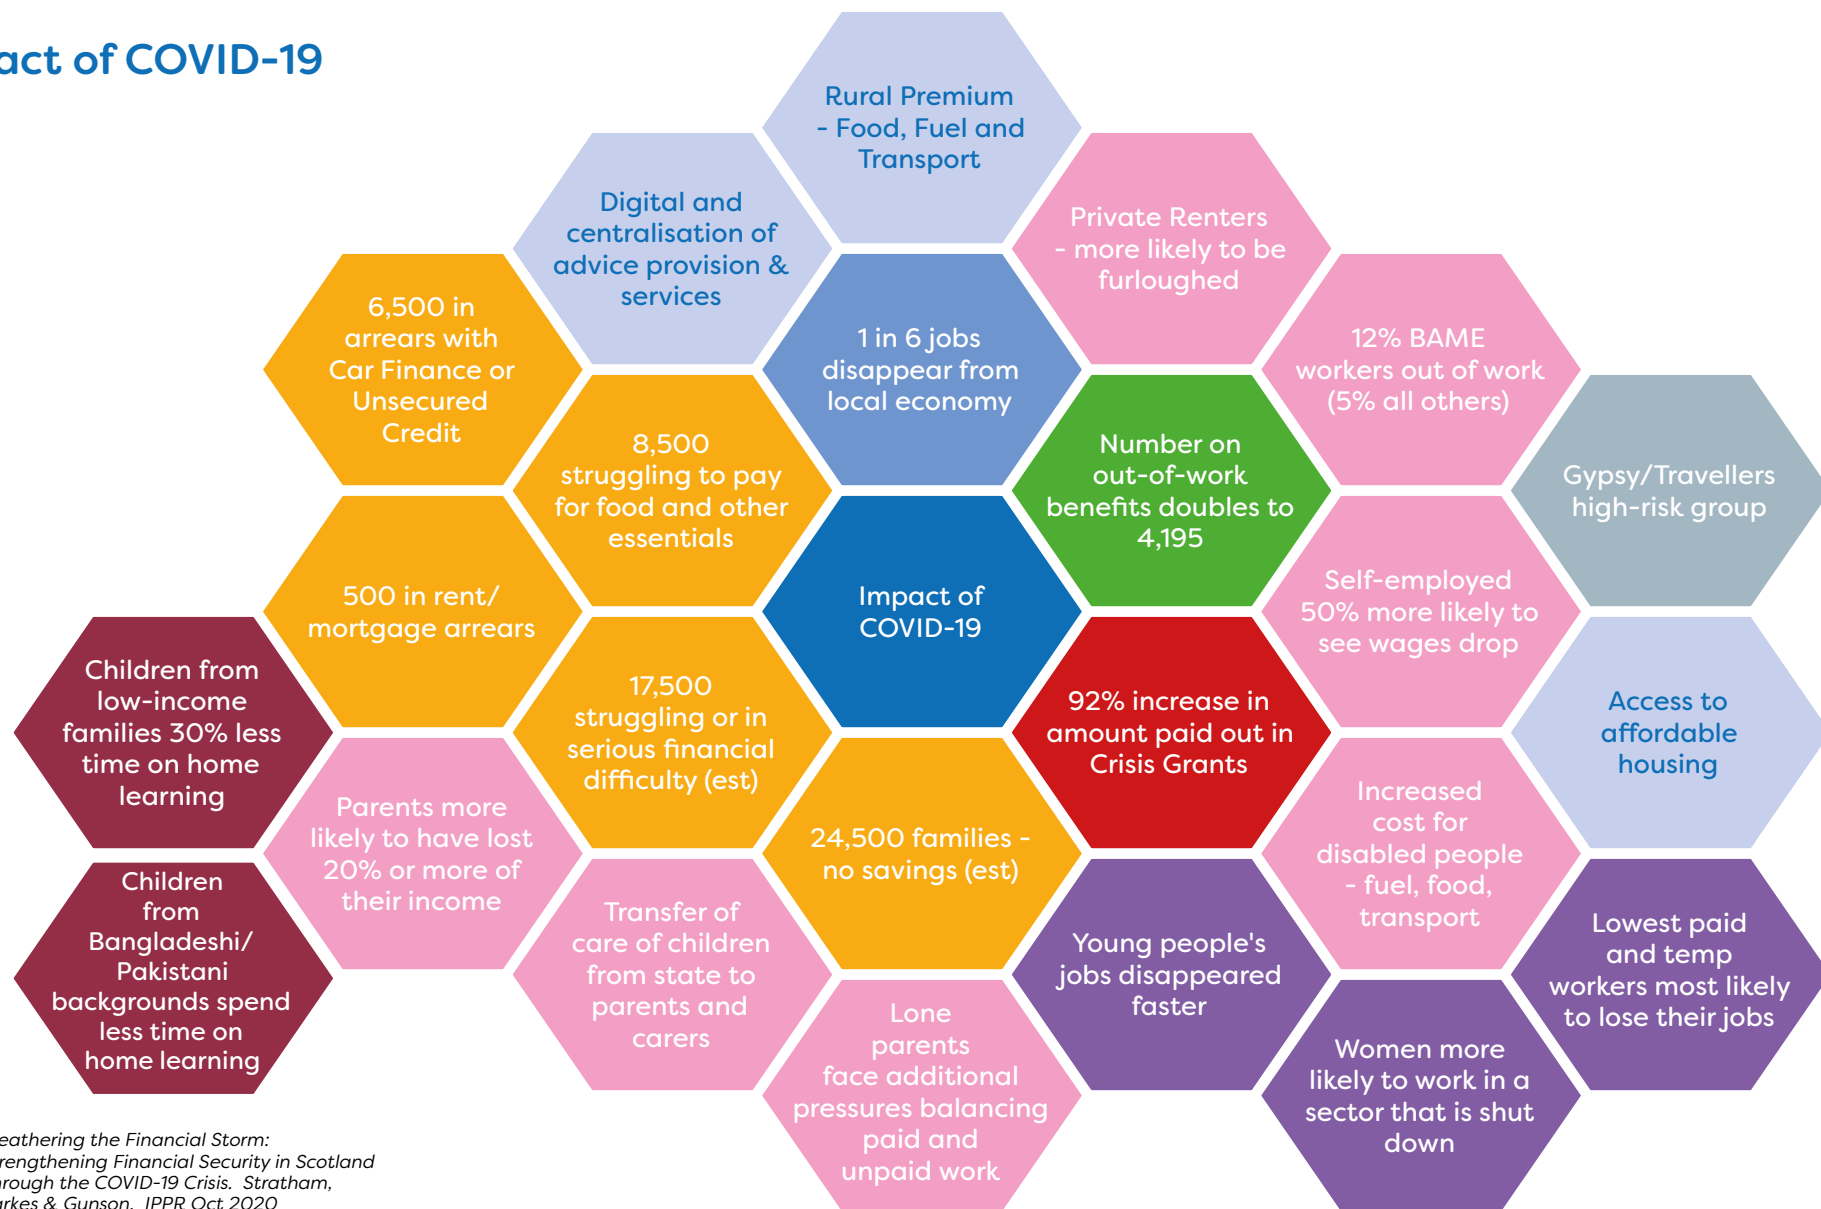 act of COVID-19
Rural Premium
- Food, Fuel and
Transport
Digital and
centralisation of
advice provision &
services
Private Renters
- more likely to be
furloughed
6,500 in
arrears with
Car Finance or
Unsecured
Credit
1 in 6 jobs
disappear from
local economy
12% BAME
workers out of work
(5% all others)
8,500
struggling to pay
for food and other
essentials
Number on
out-of-work
benefits doubles to
4,195
Gypsy/Travellers
high-risk group
500 in rent/
mortgage arrears
Impact of
COVID-19
Self-employed
50% more likely to
see wages drop
Children from
low-income
families 30% less
time on home
learning
17,500
struggling or in
serious financial
difficulty (est)
92% increase in
amount paid out in
Crisis Grants
Access to
affordable
housing
Parents more
likely to have lost
20% or more of
their income
24,500 families -
no savings (est)
Increased
cost for
disabled people
- fuel, food,
transport
Children
from
Bangladeshi/
Pakistani
backgrounds spend
less time on
home learning
Transfer of
care of children
from state to
parents and
carers
Young people's
jobs disappeared
faster
Lowest paid
and temp
workers most likely
to lose their jobs
Lone
parents
face additional
pressures balancing
paid and
unpaid work
Women more
likely to work in a
sector that is shut
down
eathering the Financial Storm:
rengthening Financial Security in Scotland
hrough the COVID-19 Crisis. Stratham,
arkes & Gunson. IPPR Oct 2020